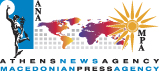 ANA
MPA
ATHENSNEWSAGENCY
MACEDONIANPRESSAGENCY